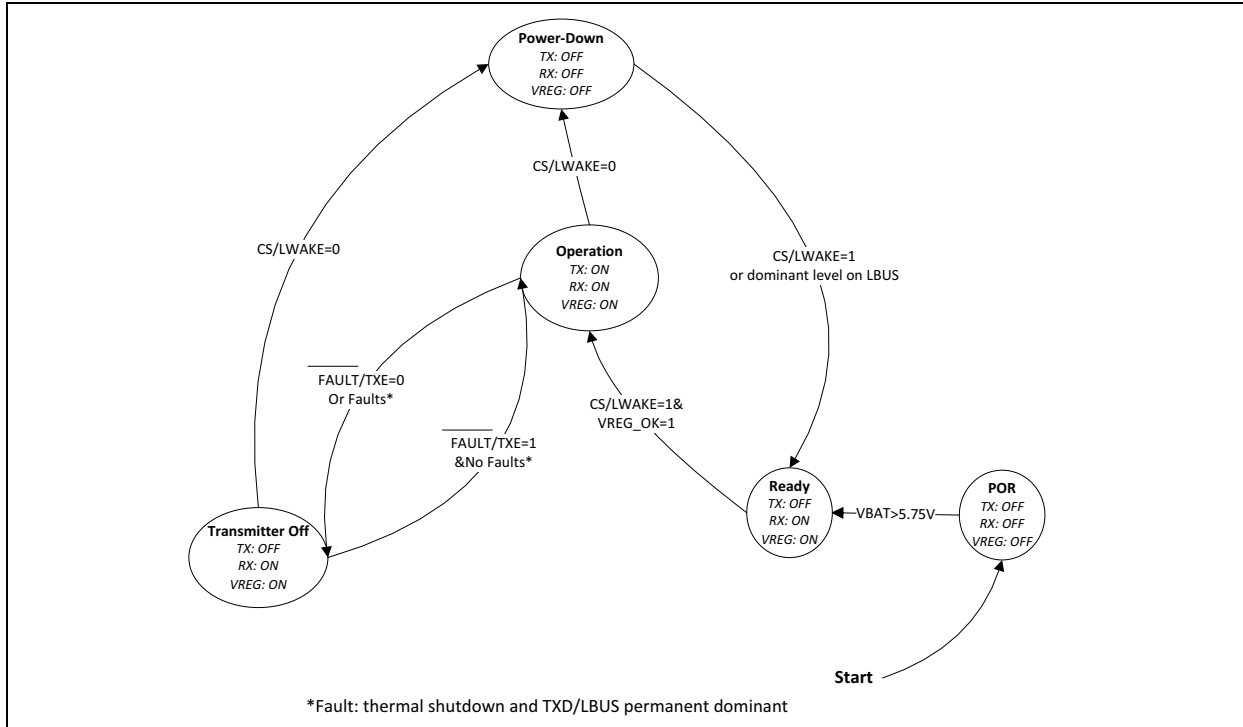 Power-Down
TX: OFF
RX: OFF
VREG: OFF
CS/LWAKE=0
CS/LWAKE=0
Operation
TX: ON
RX: ON
VREG: ON
CS/LWAKE=1
or dominant level on LBUS
FAULT/TXE=0
Or Faults*
CS/LWAKE=1&
VREG_OK=1
FAULT/TXE=1
&No Faults*
Ready
TX: OFF
RX: ON
VREG: ON
VBAT>5.75V
POR
TX: OFF
RX: OFF
VREG: OFF
Transmitter Off
TX: OFF
RX: ON
VREG: ON
Start
*Fault: thermal shutdown and TXD/LBUS permanent dominant